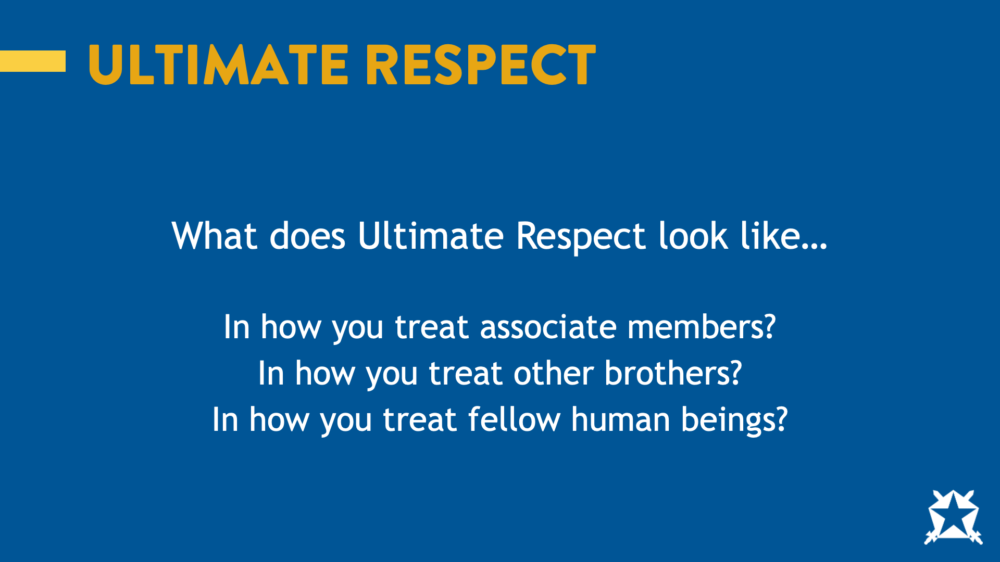 ULTIMATE RESPECT
What does Ultimate Respect look like…
In how you treat associate members?
In how you treat other brothers?
In how you treat fellow human beings?